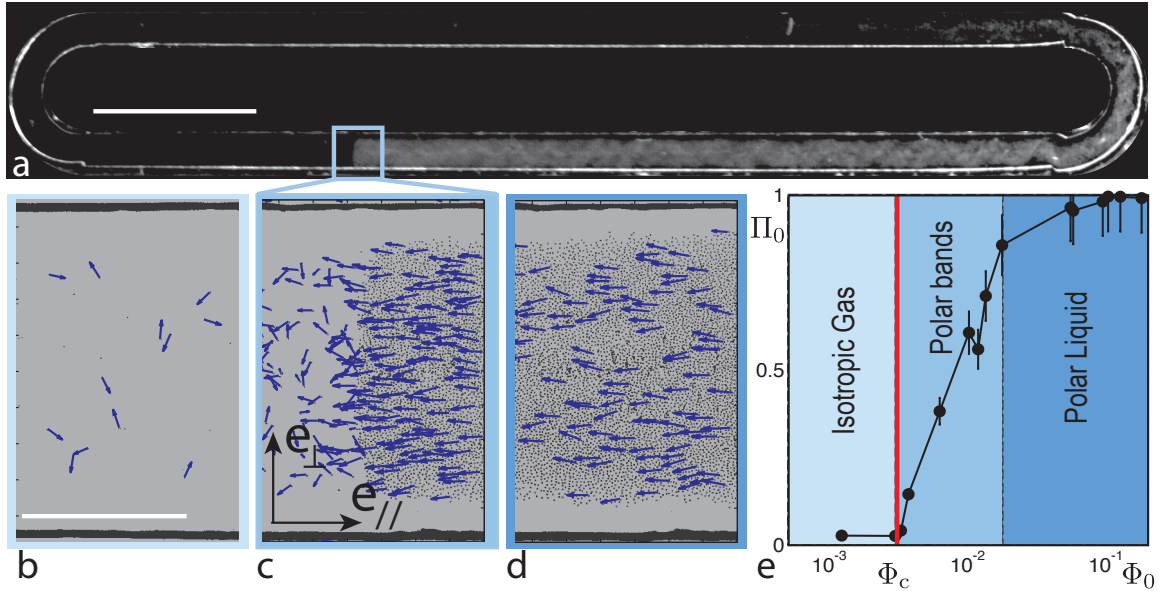 a
b
c
d
e
e⊥
e//
1
Π₀
0.5
0
Isotropic Gas
Polar bands
Polar Liquid
10⁻³
Φc
10⁻²
10⁻¹
Φ₀